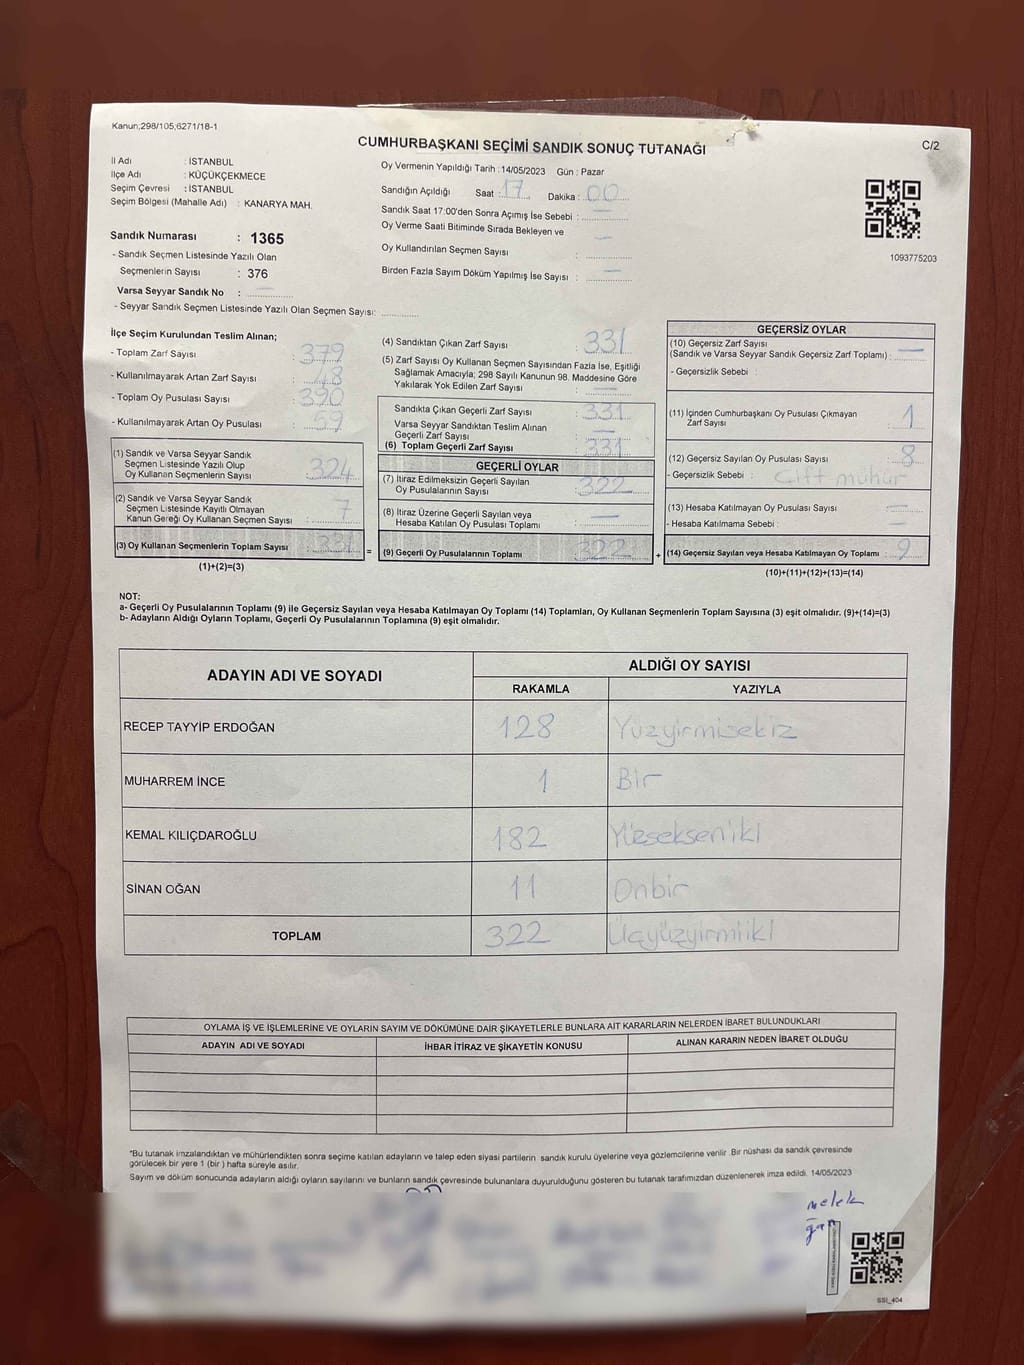 Kanun;298/105;6271/18-1
CUMHURBAŞKANI SEÇİMİ SANDIK SONUÇ TUTANAĞI
C/2
İl Adı : İSTANBUL
İlçe Adı : KÜÇÜKÇEKMECE
Seçim Çevresi : İSTANBUL
Seçim Bölgesi (Mahalle Adı) : KANARYA MAH.
Sandık Numarası : 1365
- Sandık Seçmen Listesinde Yazılı Olan
Seçmenlerin Sayısı : 376
Varsa Seyyar Sandık No :
- Seyyar Sandık Seçmen Listesinde Yazılı Olan Seçmen Sayısı:
Oy Vermenin Yapıldığı Tarih : 14/05/2023 Gün : Pazar
Sandığın Açıldığı Saat : 17 Dakika : 00
Sandık Saat 17:00'den Sonra Açımış İse Sebebi :
Oy Verme Saati Bitiminde Sırada Bekleyen ve
Oy Kullandırılan Seçmen Sayısı :
Birden Fazla Sayım Döküm Yapılmış İse Sayısı :
1093775203
İlçe Seçim Kurulundan Teslim Alınan;
- Toplam Zarf Sayısı : 379
- Kullanılmayarak Artan Zarf Sayısı : 48
- Toplam Oy Pusulası Sayısı : 390
- Kullanılmayarak Artan Oy Pusulası : 59
(1) Sandık ve Varsa Seyyar Sandık
Seçmen Listesinde Yazılı Olup
Oy Kullanan Seçmenlerin Sayısı : 324
(2) Sandık ve Varsa Seyyar Sandık
Seçmen Listesinde Kayıtlı Olmayan
Kanun Gereği Oy Kullanan Seçmen Sayısı : 7
(3) Oy Kullanan Seçmenlerin Toplam Sayısı : 331
(1)+(2)=(3)
(4) Sandıktan Çıkan Zarf Sayısı : 331
(5) Zarf Sayısı Oy Kullanan Seçmen Sayısından Fazla İse, Eşitliği
Sağlamak Amacıyla; 298 Sayılı Kanunun 98. Maddesine Göre
Yakılarak Yok Edilen Zarf Sayısı :
Sandıkta Çıkan Geçerli Zarf Sayısı : 331
Varsa Seyyar Sandıktan Teslim Alınan
Geçerli Zarf Sayısı :
(6) Toplam Geçerli Zarf Sayısı : 331
GEÇERLİ OYLAR
(7) İtiraz Edilmeksizin Geçerli Sayılan
Oy Pusulalarının Sayısı : 322
(8) İtiraz Üzerine Geçerli Sayılan veya
Hesaba Katılan Oy Pusulası Toplamı :
= (9) Geçerli Oy Pusulalarının Toplamı : 322
GEÇERSİZ OYLAR
(10) Geçersiz Zarf Sayısı
(Sandık ve Varsa Seyyar Sandık Geçersiz Zarf Toplamı) :
- Geçersizlik Sebebi :
(11) İçinden Cumhurbaşkanı Oy Pusulası Çıkmayan
Zarf Sayısı : 1
(12) Geçersiz Sayılan Oy Pusulası Sayısı : 8
- Geçersizlik Sebebi : Çift mühür
(13) Hesaba Katılmayan Oy Pusulası Sayısı :
- Hesaba Katılmama Sebebi :
+ (14) Geçersiz Sayılan veya Hesaba Katılmayan Oy Toplamı : 9
(10)+(11)+(12)+(13)=(14)
NOT:
a- Geçerli Oy Pusulalarının Toplamı (9) ile Geçersiz Sayılan veya Hesaba Katılmayan Oy Toplamı (14) Toplamları, Oy Kullanan Seçmenlerin Toplam Sayısına (3) eşit olmalıdır. (9)+(14)=(3)
b- Adayların Aldığı Oyların Toplamı, Geçerli Oy Pusulalarının Toplamına (9) eşit olmalıdır.
ADAYIN ADI VE SOYADI
ALDIĞI OY SAYISI
RAKAMLA YAZIYLA
RECEP TAYYİP ERDOĞAN 128 Yüzyirmisekiz
MUHARREM İNCE 1 Bir
KEMAL KILIÇDAROĞLU 182 Yüeseksen'iki
SİNAN OĞAN 11 Onbir
TOPLAM 322 Üçyüzyirmiiki
OYLAMA İŞ VE İŞLEMLERİNE VE OYLARIN SAYIM VE DÖKÜMÜNE DAİR ŞİKAYETLERLE BUNLARA AİT KARARLARIN NELERDEN İBARET BULUNDUKLARI
ADAYIN ADI VE SOYADI İHBAR İTİRAZ VE ŞİKAYETİN KONUSU ALINAN KARARIN NEDEN İBARET OLDUĞU
*Bu tutanak imzalandıktan ve mühürlendikten sonra seçime katılan adayların ve talep eden siyasi partilerin sandık kurulu üyelerine veya gözlemcilerine verilir .Bir nüshası da sandık çevresinde
görülecek bir yere 1 (bir ) hafta süreyle asılır.
Sayım ve döküm sonucunda adayların aldığı oyların sayılarını ve bunların sandık çevresinde bulunanlara duyurulduğunu gösteren bu tutanak tarafımızdan düzenlenerek imza edildi. 14/05/2023
melek
SSİ_404